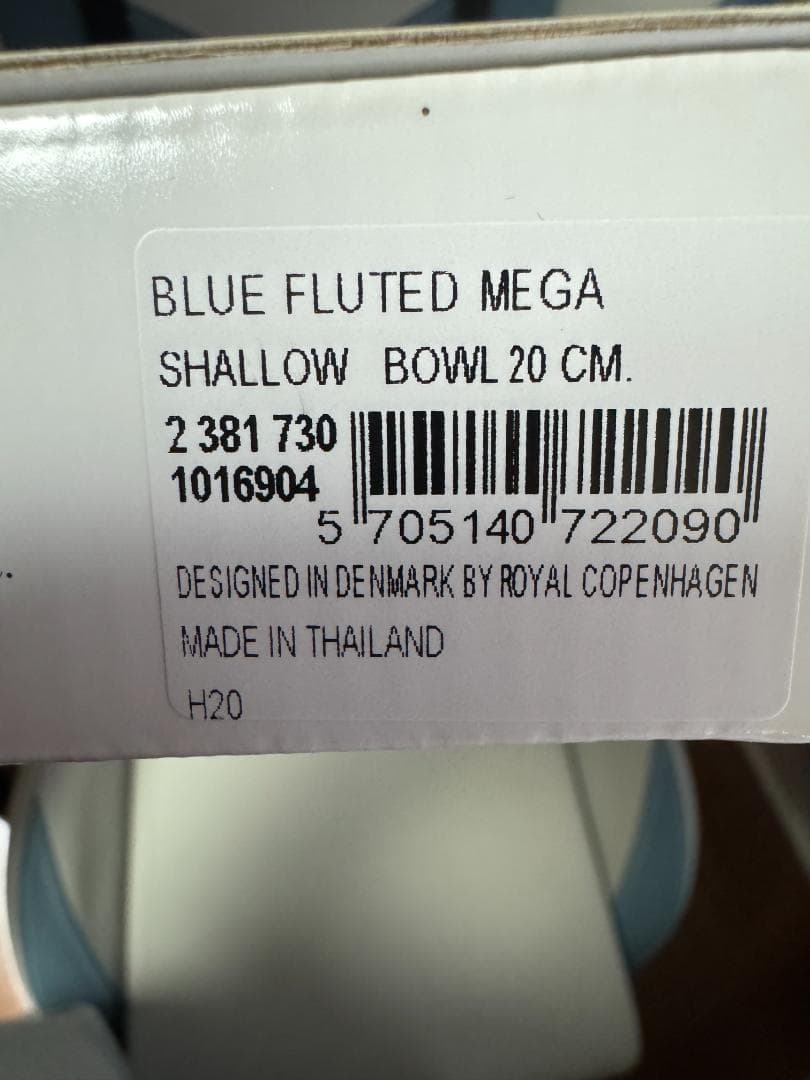 BLUE FLUTED MEGA
SHALLOW BOWL 20 CM.
2 381 730
1016904
5 705140 722090
DESIGNED IN DENMARK BY ROYAL COPENHAGEN
MADE IN THAILAND
H20